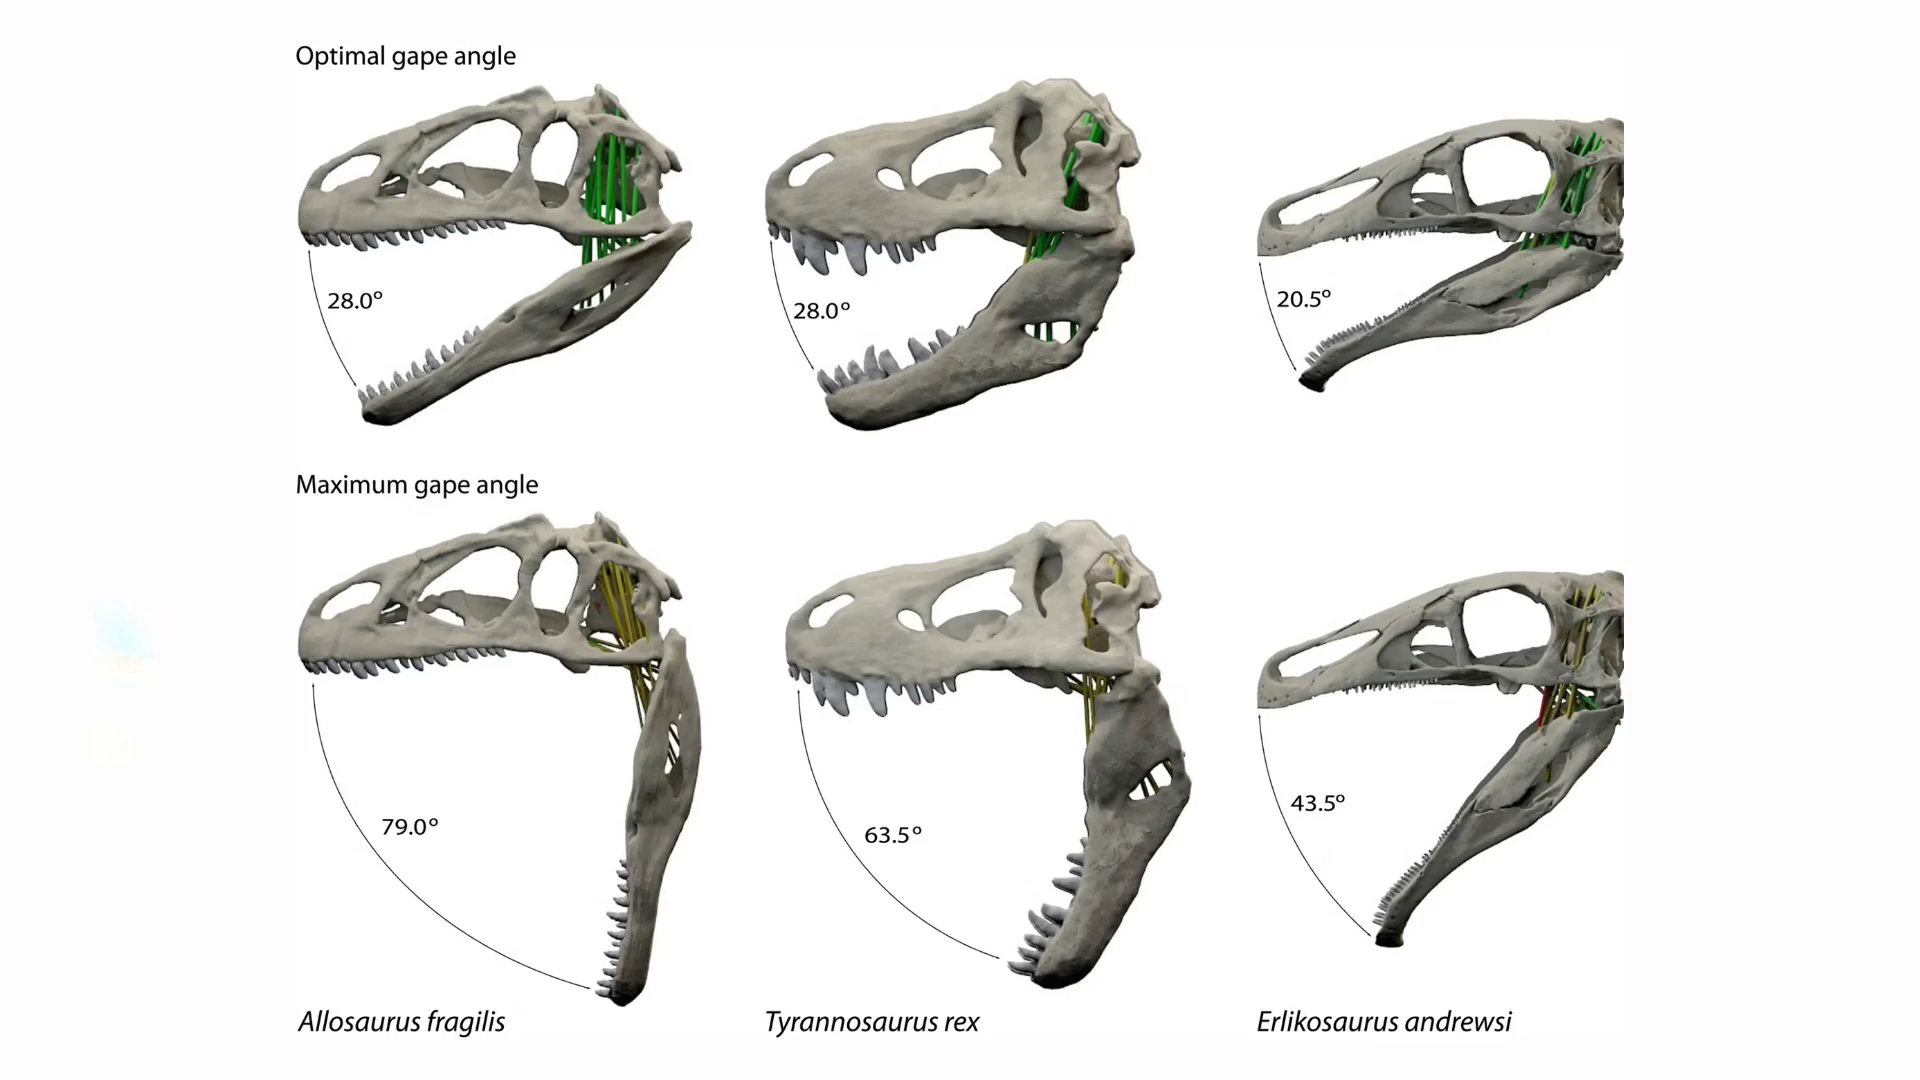 Optimal gape angle
28.0°
28.0°
20.5°
Maximum gape angle
79.0°
63.5°
43.5°
Allosaurus fragilis
Tyrannosaurus rex
Erlikosaurus andrewsi